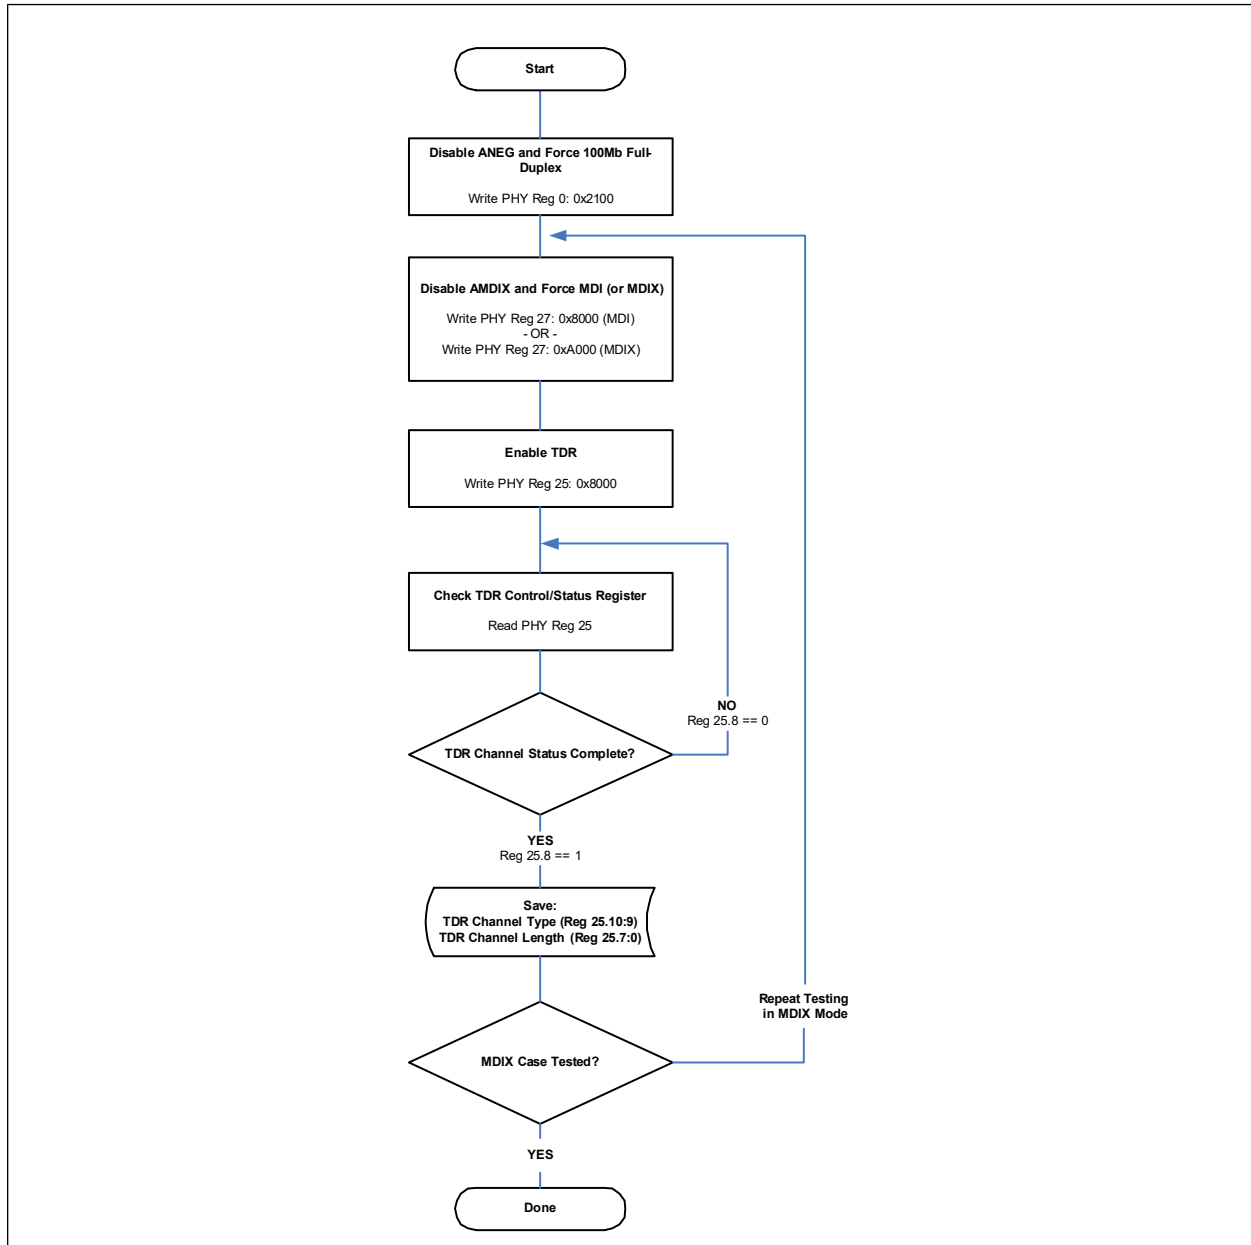 Start
Disable ANEG and Force 100Mb Full-
Duplex
Write PHY Reg 0: 0x2100
Disable AMDIX and Force MDI (or MDIX)
Write PHY Reg 27: 0x8000 (MDI)
- OR -
Write PHY Reg 27: 0xA000 (MDIX)
Enable TDR
Write PHY Reg 25: 0x8000
Check TDR Control/Status Register
Read PHY Reg 25
NO
Reg 25.8 == 0
TDR Channel Status Complete?
YES
Reg 25.8 == 1
Save:
TDR Channel Type (Reg 25.10:9)
TDR Channel Length (Reg 25.7:0)
Repeat Testing
in MDIX Mode
MDIX Case Tested?
YES
Done